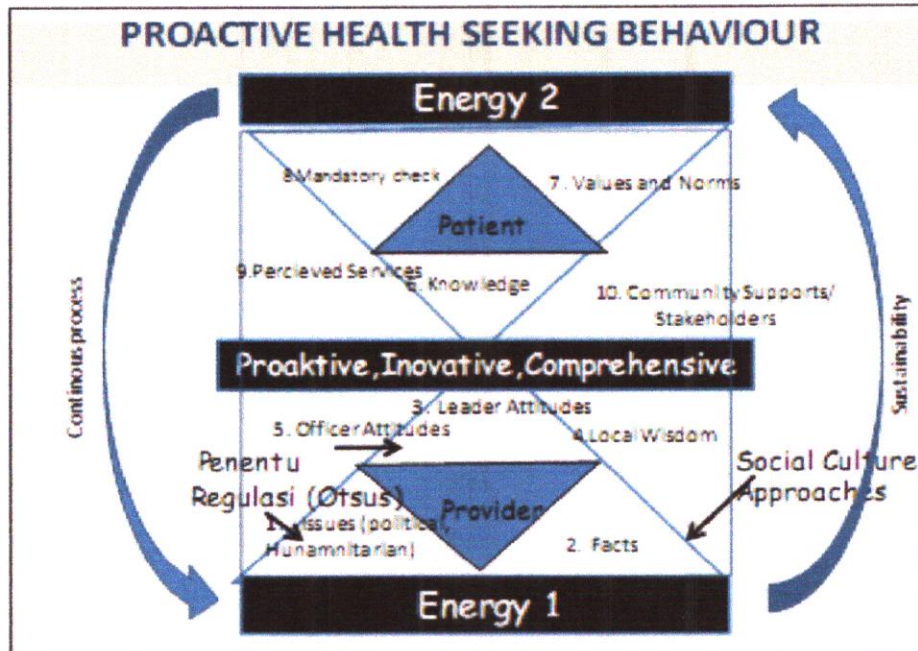 PROACTIVE HEALTH SEEKING BEHAVIOUR
Energy 2
8.Mandatory check
7. Values and Norms
Patient
9.Percieved Services
6. Knowledge
10. Community Supports/
Stakeholders
Continous process
Sustainability
Proaktive,Inovative,Comprehensive
3. Leader Attitudes
5. Officer Attitudes
4.Local Wisdom
Penentu
Regulasi (Otsus)
Social Culture
Approaches
Provider
1. Issues (political,
Hunamnitarian)
2. Facts
Energy 1